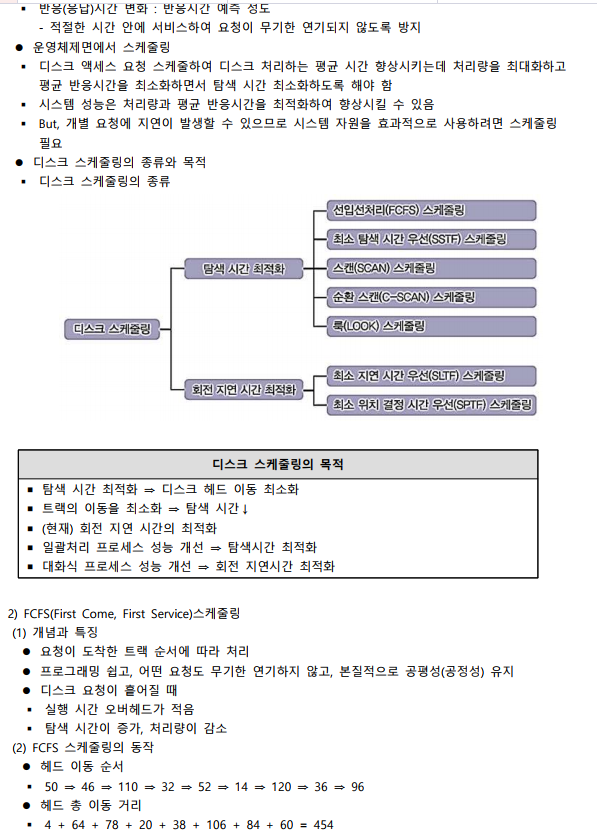 ▪ 반응(응답)시간 변화 : 반응시간 예측 정도
- 적절한 시간 안에 서비스하여 요청이 무기한 연기되지 않도록 방지
● 운영체제면에서 스케줄링
▪ 디스크 액세스 요청 스케줄하여 디스크 처리하는 평균 시간 향상시키는데 처리량을 최대화하고
평균 반응시간을 최소화하면서 탐색 시간 최소화하도록 해야 함
▪ 시스템 성능은 처리량과 평균 반응시간을 최적화하여 향상시킬 수 있음
▪ But, 개별 요청에 지연이 발생할 수 있으므로 시스템 자원을 효과적으로 사용하려면 스케줄링
필요
● 디스크 스케줄링의 종류와 목적
▪ 디스크 스케줄링의 종류
디스크 스케줄링
탐색 시간 최적화
선입선처리(FCFS) 스케줄링
최소 탐색 시간 우선(SSTF) 스케줄링
스캔(SCAN) 스케줄링
순환 스캔(C-SCAN) 스케줄링
룩(LOOK) 스케줄링
회전 지연 시간 최적화
최소 지연 시간 우선(SLTF) 스케줄링
최소 위치 결정 시간 우선(SPTF) 스케줄링
디스크 스케줄링의 목적
▪ 탐색 시간 최적화 ⇒ 디스크 헤드 이동 최소화
▪ 트랙의 이동을 최소화 ⇒ 탐색 시간↓
▪ (현재) 회전 지연 시간의 최적화
▪ 일괄처리 프로세스 성능 개선 ⇒ 탐색시간 최적화
▪ 대화식 프로세스 성능 개선 ⇒ 회전 지연시간 최적화
2) FCFS(First Come, First Service)스케줄링
(1) 개념과 특징
● 요청이 도착한 트랙 순서에 따라 처리
● 프로그래밍 쉽고, 어떤 요청도 무기한 연기하지 않고, 본질적으로 공평성(공정성) 유지
● 디스크 요청이 흩어질 때
▪ 실행 시간 오버헤드가 적음
▪ 탐색 시간이 증가, 처리량이 감소
(2) FCFS 스케줄링의 동작
● 헤드 이동 순서
▪ 50 ⇒ 46 ⇒ 110 ⇒ 32 ⇒ 52 ⇒ 14 ⇒ 120 ⇒ 36 ⇒ 96
● 헤드 총 이동 거리
▪ 4 + 64 + 78 + 20 + 38 + 106 + 84 + 60 = 454